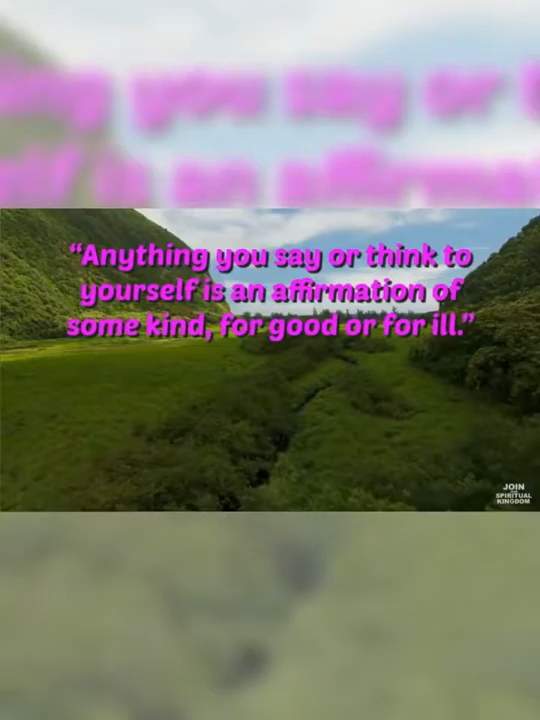 “Anything you say or think to
yourself is an affirmation of
some kind, for good or for ill.”
JOIN
SPIRITUAL
KINGDOM